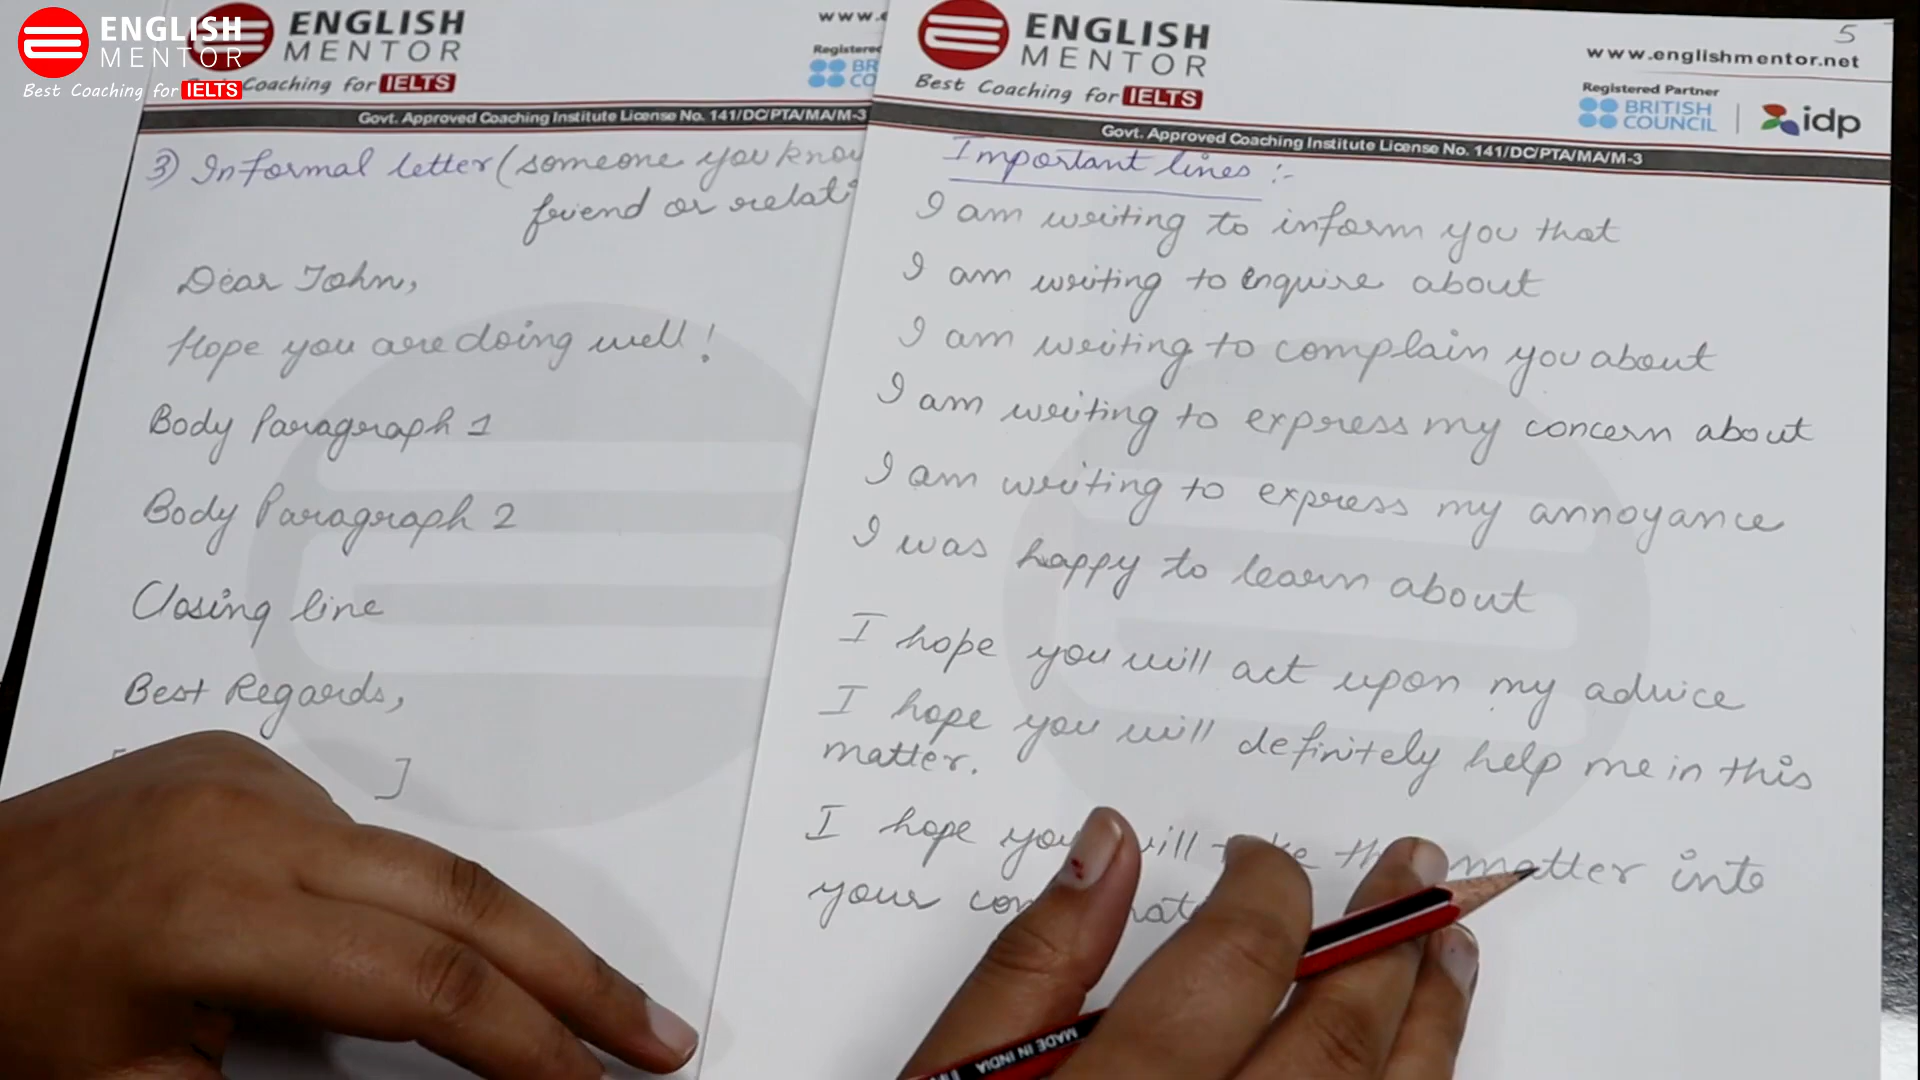 ENGLISH
MENTOR
Best Coaching for IELTS
ENGLISH
MENTOR
Coaching for IELTS
Registered
Govt. Approved Coaching Institute License No. 141/DC/PTA/MA/M-3
3) Informal letter (someone you
friend or
Dear John,
Hope you are doing well!
Body Paragraph 1
Body Paragraph 2
Closing line
Best Regards,
]
ENGLISH
MENTOR
Best Coaching for IELTS
5
www.englishmentor.net
Registered Partner
BRITISH
COUNCIL
idp
Govt. Approved Coaching Institute License No. 141/DC/PTA/MA/M-3
Important lines :-
I am writing to inform you that
I am writing to enquire about
I am writing to complain you about
I am writing to express my concern about
I am writing to express my annoyance
I was happy to learn about
I hope you will act upon my advice
I hope you will definitely help me in this
matter.
I hope you will matter into
your
MADE IN INDIA